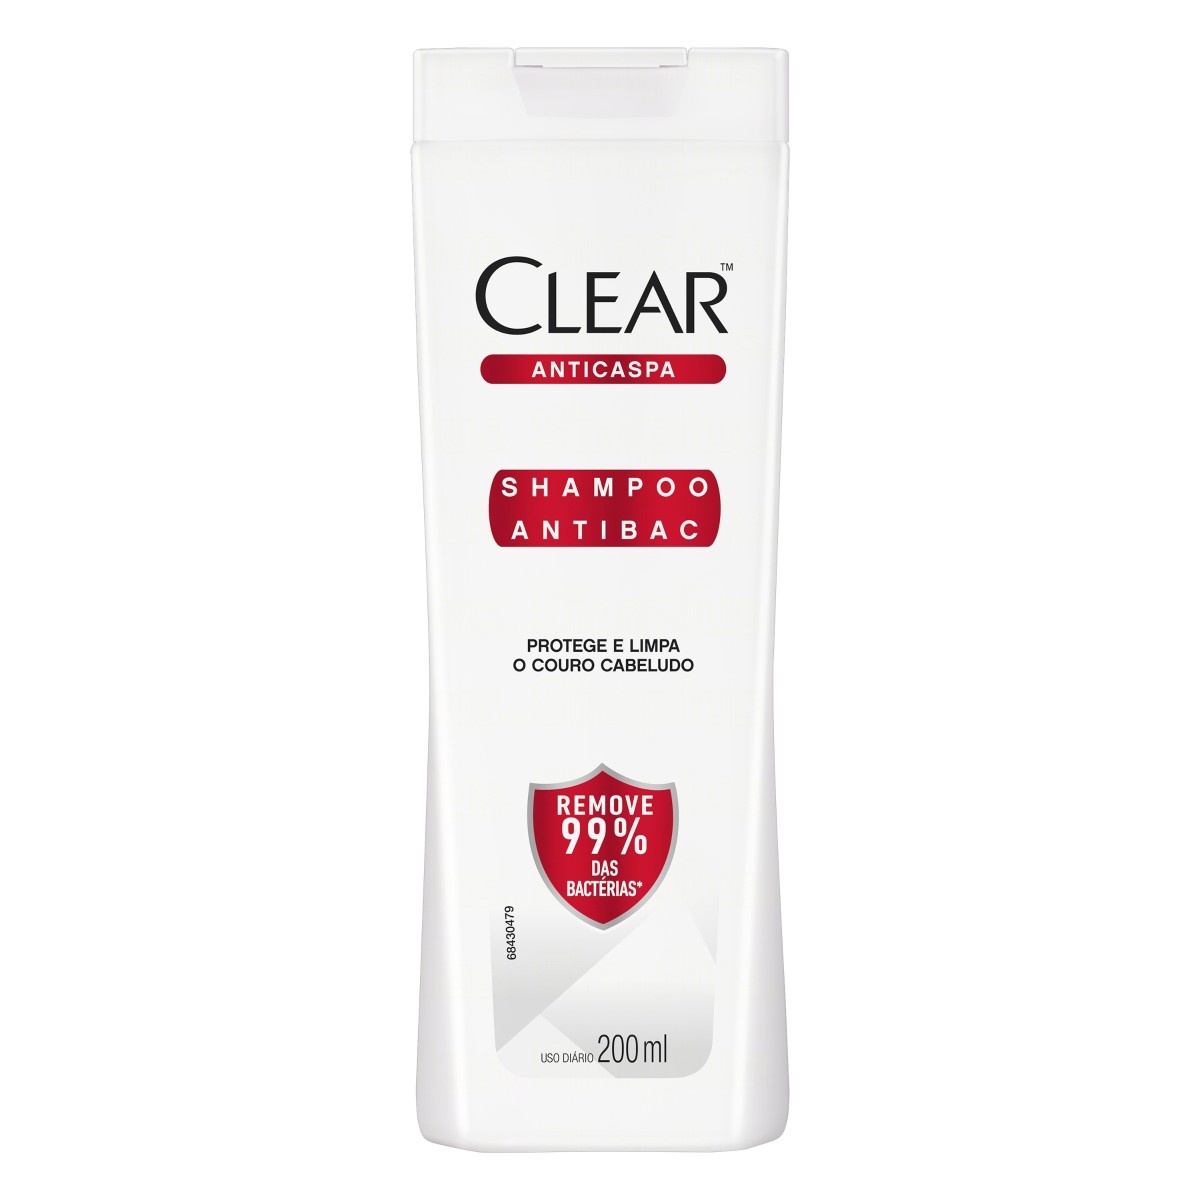 CLEAR™
ANTICASPA
SHAMPOO
ANTIBAC
PROTEGE E LIMPA
O COURO CABELUDO
REMOVE
99%
DAS
BACTÉRIAS*
68430479
USO DIÁRIO 200 ml